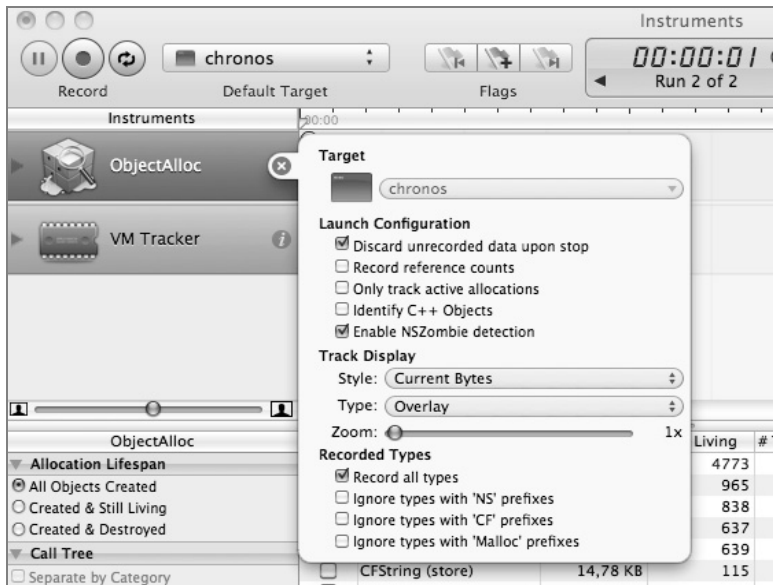 Instruments
chronos
00:00:01
Run 2 of 2
Record
Default Target
Flags
Instruments
00:00
ObjectAlloc
VM Tracker
Target
chronos
Launch Configuration
Discard unrecorded data upon stop
Record reference counts
Only track active allocations
Identify C++ Objects
Enable NSZombie detection
Track Display
Style: Current Bytes
Type: Overlay
Zoom: 1x
Recorded Types
Record all types
Ignore types with 'NS' prefixes
Ignore types with 'CF' prefixes
Ignore types with 'Malloc' prefixes
ObjectAlloc
Allocation Lifespan
All Objects Created
Created & Still Living
Created & Destroyed
Call Tree
Separate by Category
Living #
4773
965
838
637
639
CFString (store) 14,78 KB 115